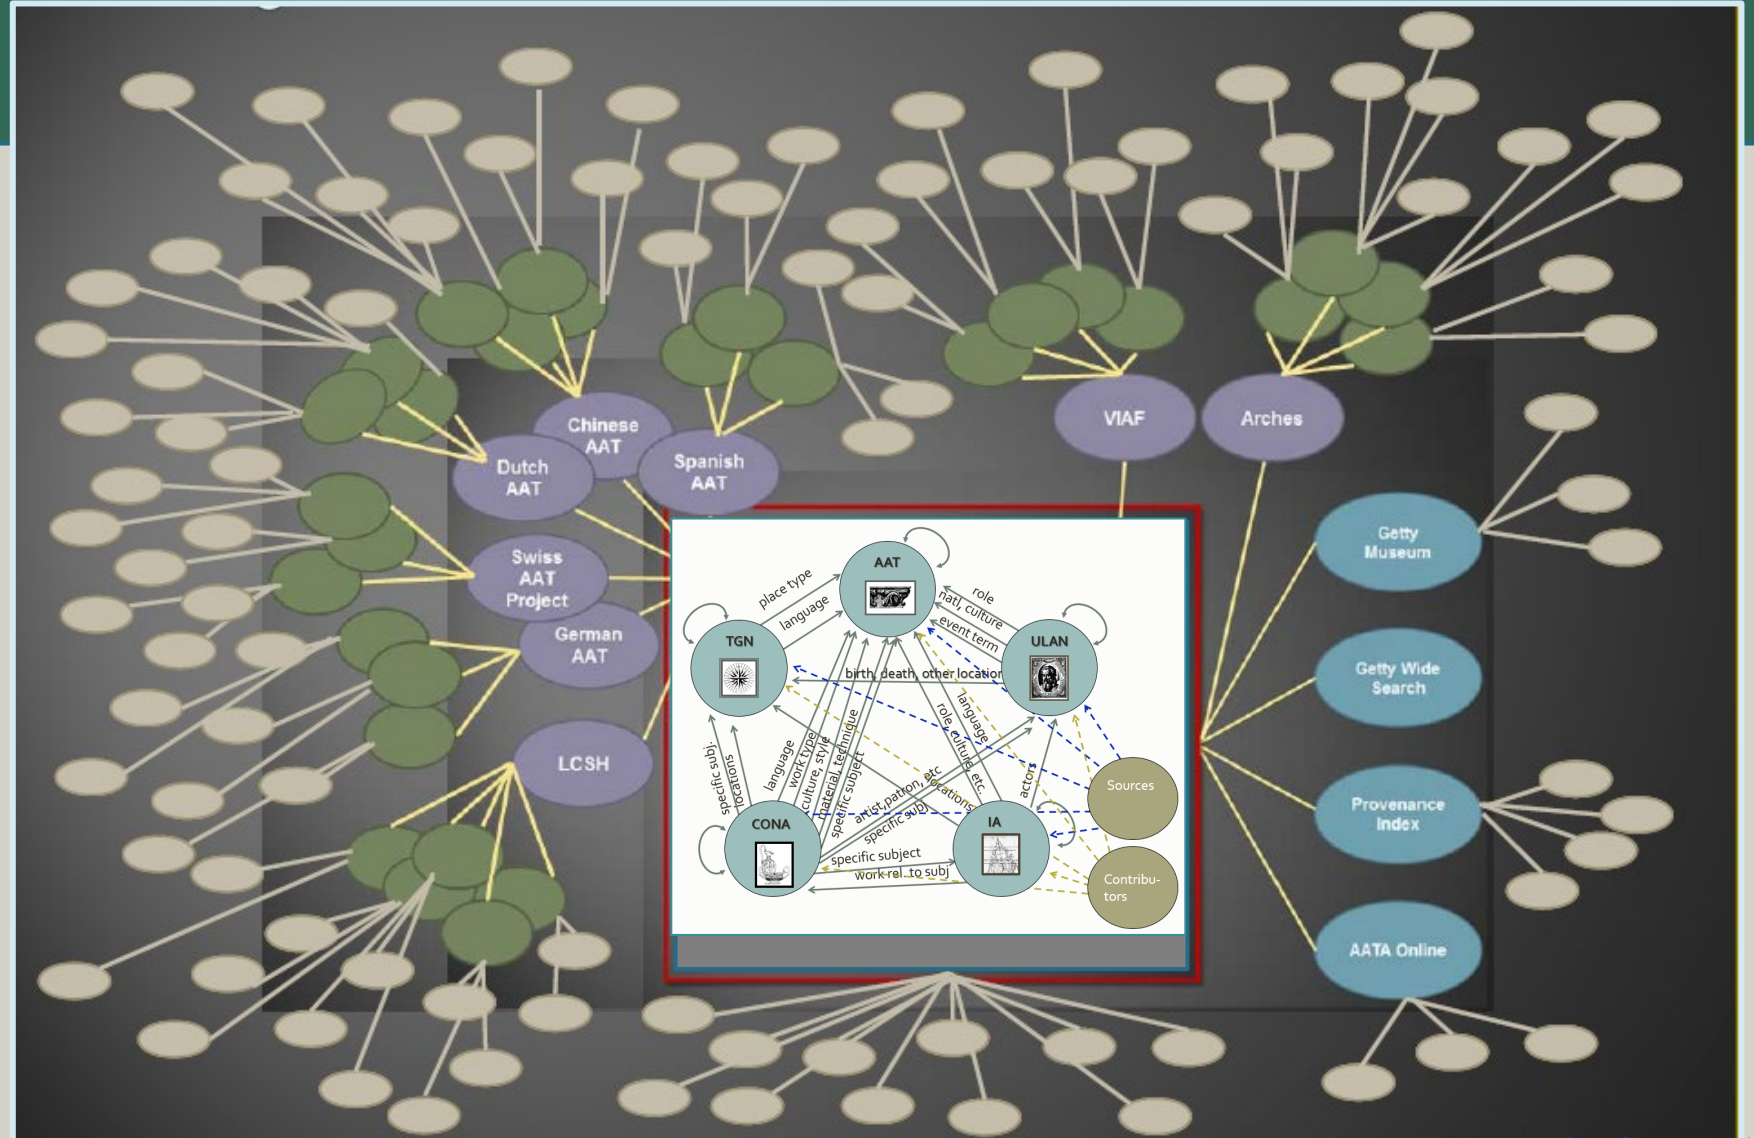 Chinese
AAT
Dutch
AAT
Spanish
AAT
VIAF
Arches
Swiss
AAT
Project
German
AAT
LCSH
Getty
Museum
Getty Wide
Search
Provenance
Index
AATA Online
AAT
place type
language
role
natl, culture
event term
TGN
ULAN
birth, death, other location
language
role, culture, etc.
specific subj.
locations
language
work type
culture, style
material, technique
specific subject
artist,patron, etc
specific subj
locations
actors
Sources
CONA
IA
specific subject
work rel. to subj
Contribu-
tors